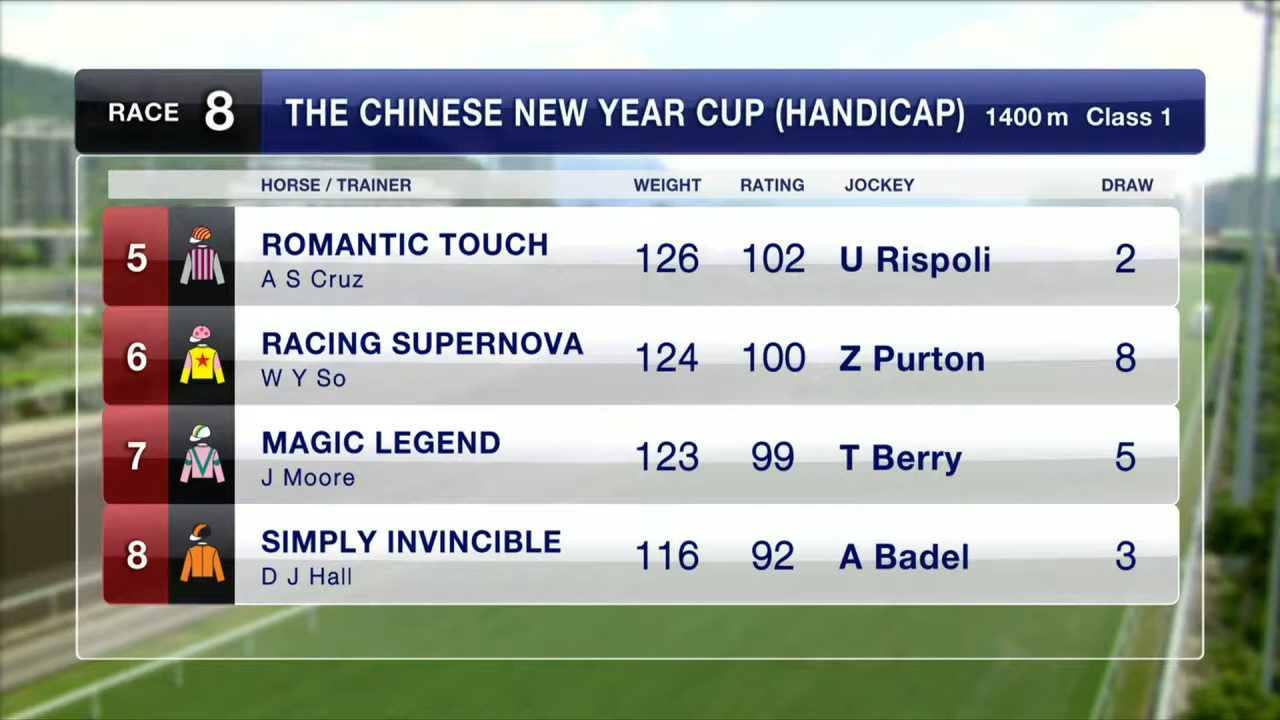 RACE 8 THE CHINESE NEW YEAR CUP (HANDICAP) 1400 m Class 1
HORSE / TRAINER WEIGHT RATING JOCKEY DRAW
5 ROMANTIC TOUCH 126 102 U Rispoli 2
A S Cruz
6 RACING SUPERNOVA 124 100 Z Purton 8
W Y So
7 MAGIC LEGEND 123 99 T Berry 5
J Moore
8 SIMPLY INVINCIBLE 116 92 A Badel 3
D J Hall